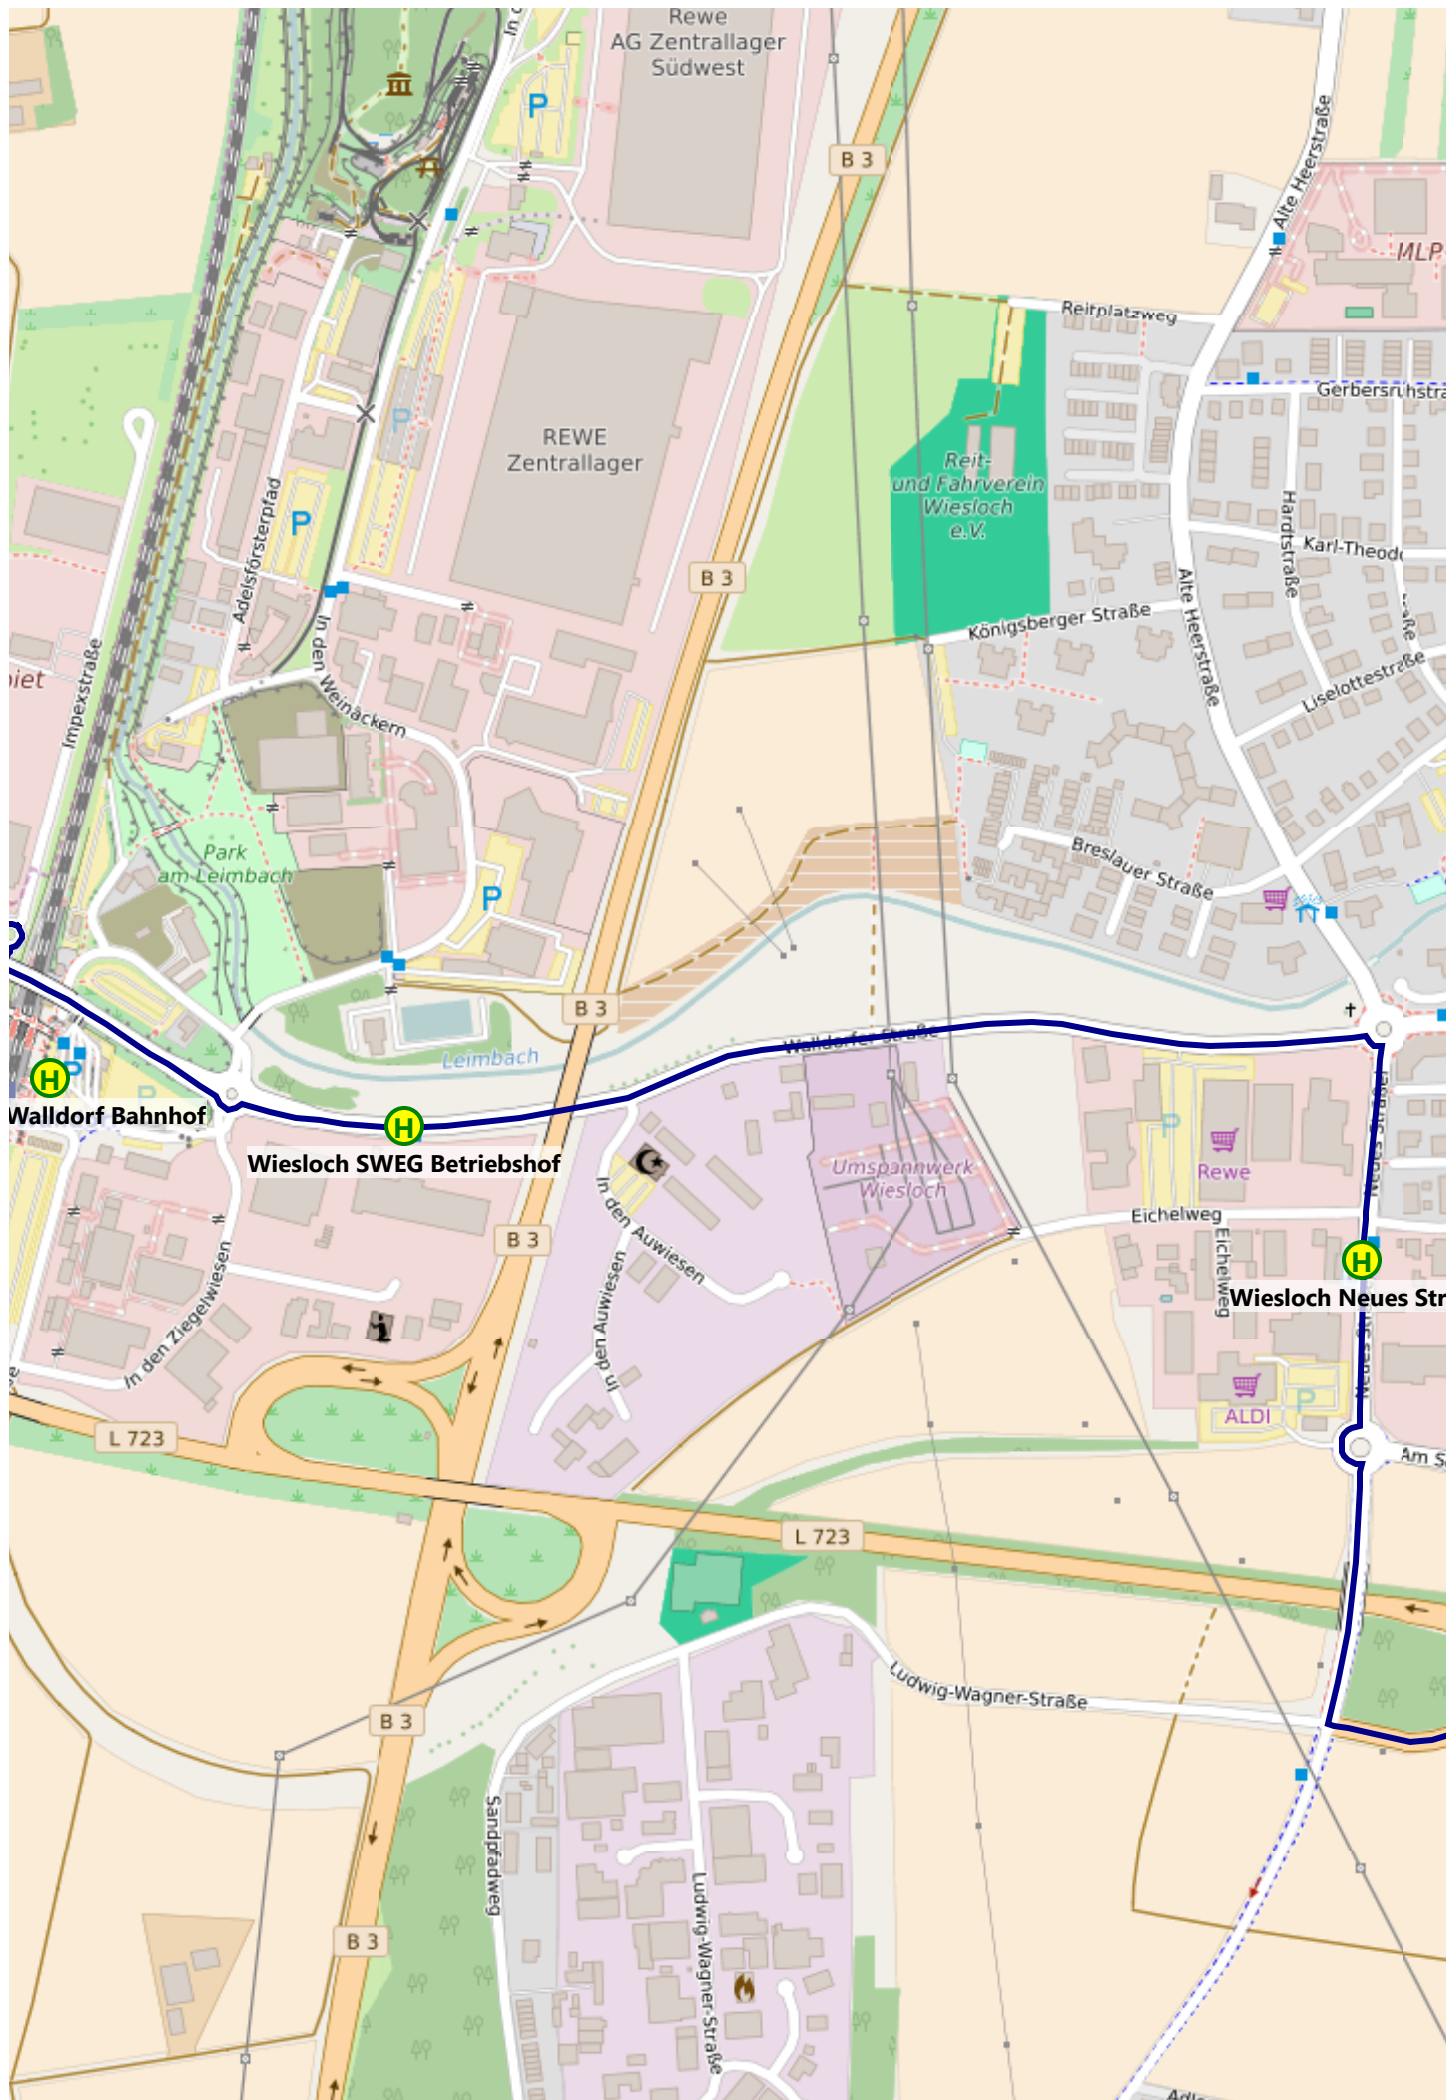 Rewe
AG Zentrallager
Südwest
P
B 3
Alte Heerstraße
MLP
Reitplatzweg
Gerbersruhstra
P
REWE
Zentrallager
Reit-
und Fahrverein
Wiesloch
e.V.
P
Adelsförsterpfad
Hardtstraße
Karl-Theodo
B 3
Alte Heerstraße
Königsberger Straße
In den Weinäckern
Impexstraße
Liselottestraße
Park
am Leimbach
Breslauer Straße
P
B 3
Leimbach
Walldorfer Straße
H
P
P
Walldorf Bahnhof
H
Wiesloch SWEG Betriebshof
Umspannwerk
Wiesloch
P
Rewe
Eichelweg
Eichelweg
In den Auwiesen
In den Auwiesen
B 3
H
Wiesloch Neues Str
In den Ziegelwiesen
ALDI
P
L 723
Am S
L 723
Ludwig-Wagner-Straße
B 3
Sandpfadweg
Ludwig-Wagner-Straße
B 3